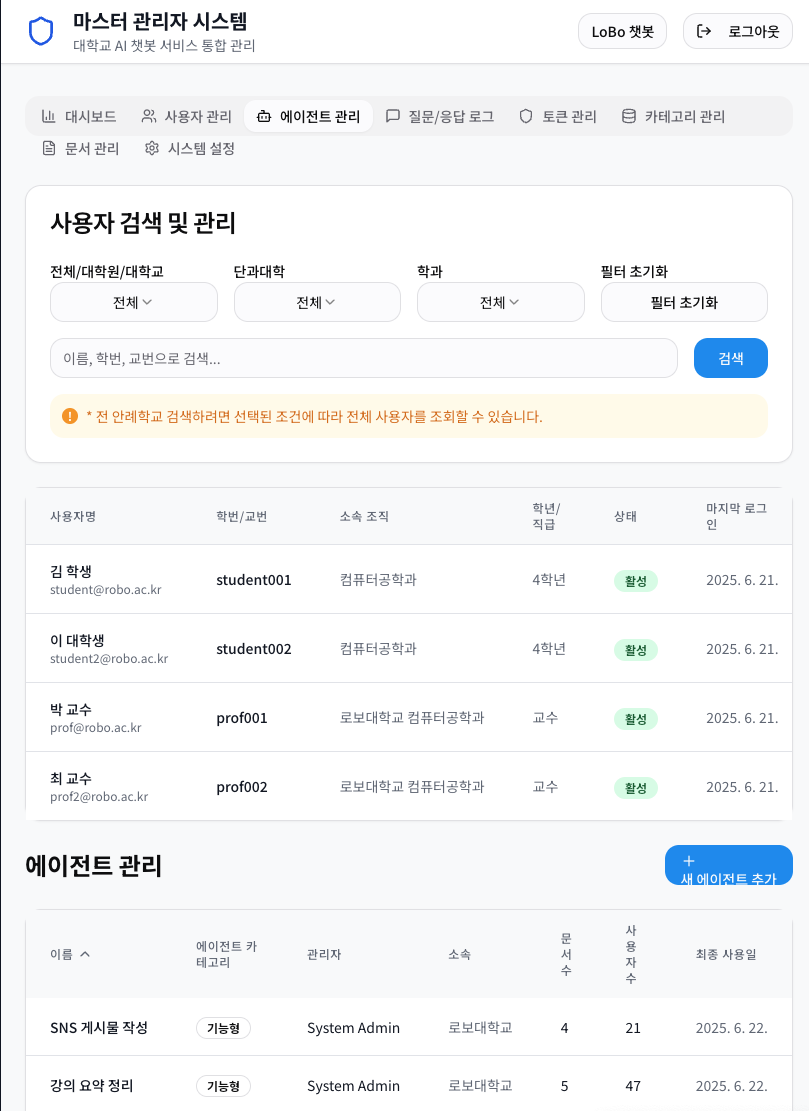 마스터 관리자 시스템
대학교 AI 챗봇 서비스 통합 관리
LoBo 챗봇
로그아웃
대시보드 사용자 관리 에이전트 관리 질문/응답 로그 토큰 관리 카테고리 관리
문서 관리 시스템 설정
사용자 검색 및 관리
전체/대학원/대학교 단과대학 학과 필터 초기화
전체 전체 전체 필터 초기화
이름, 학번, 교번으로 검색... 검색
* 전 안례학교 검색하려면 선택된 조건에 따라 전체 사용자를 조회할 수 있습니다.
사용자명 학번/교번 소속 조직 학년/직급 상태 마지막 로그인
김 학생 student001 컴퓨터공학과 4학년 활성 2025. 6. 21.
student@robo.ac.kr
이 대학생 student002 컴퓨터공학과 4학년 활성 2025. 6. 21.
student2@robo.ac.kr
박 교수 prof001 로보대학교 컴퓨터공학과 교수 활성 2025. 6. 21.
prof@robo.ac.kr
최 교수 prof002 로보대학교 컴퓨터공학과 교수 활성 2025. 6. 21.
prof2@robo.ac.kr
에이전트 관리
새 에이전트 추가
이름 에이전트 카테고리 관리자 소속 문서수 사용자수 최종 사용일
SNS 게시물 작성 기능형 System Admin 로보대학교 4 21 2025. 6. 22.
강의 요약 정리 기능형 System Admin 로보대학교 5 47 2025. 6. 22.